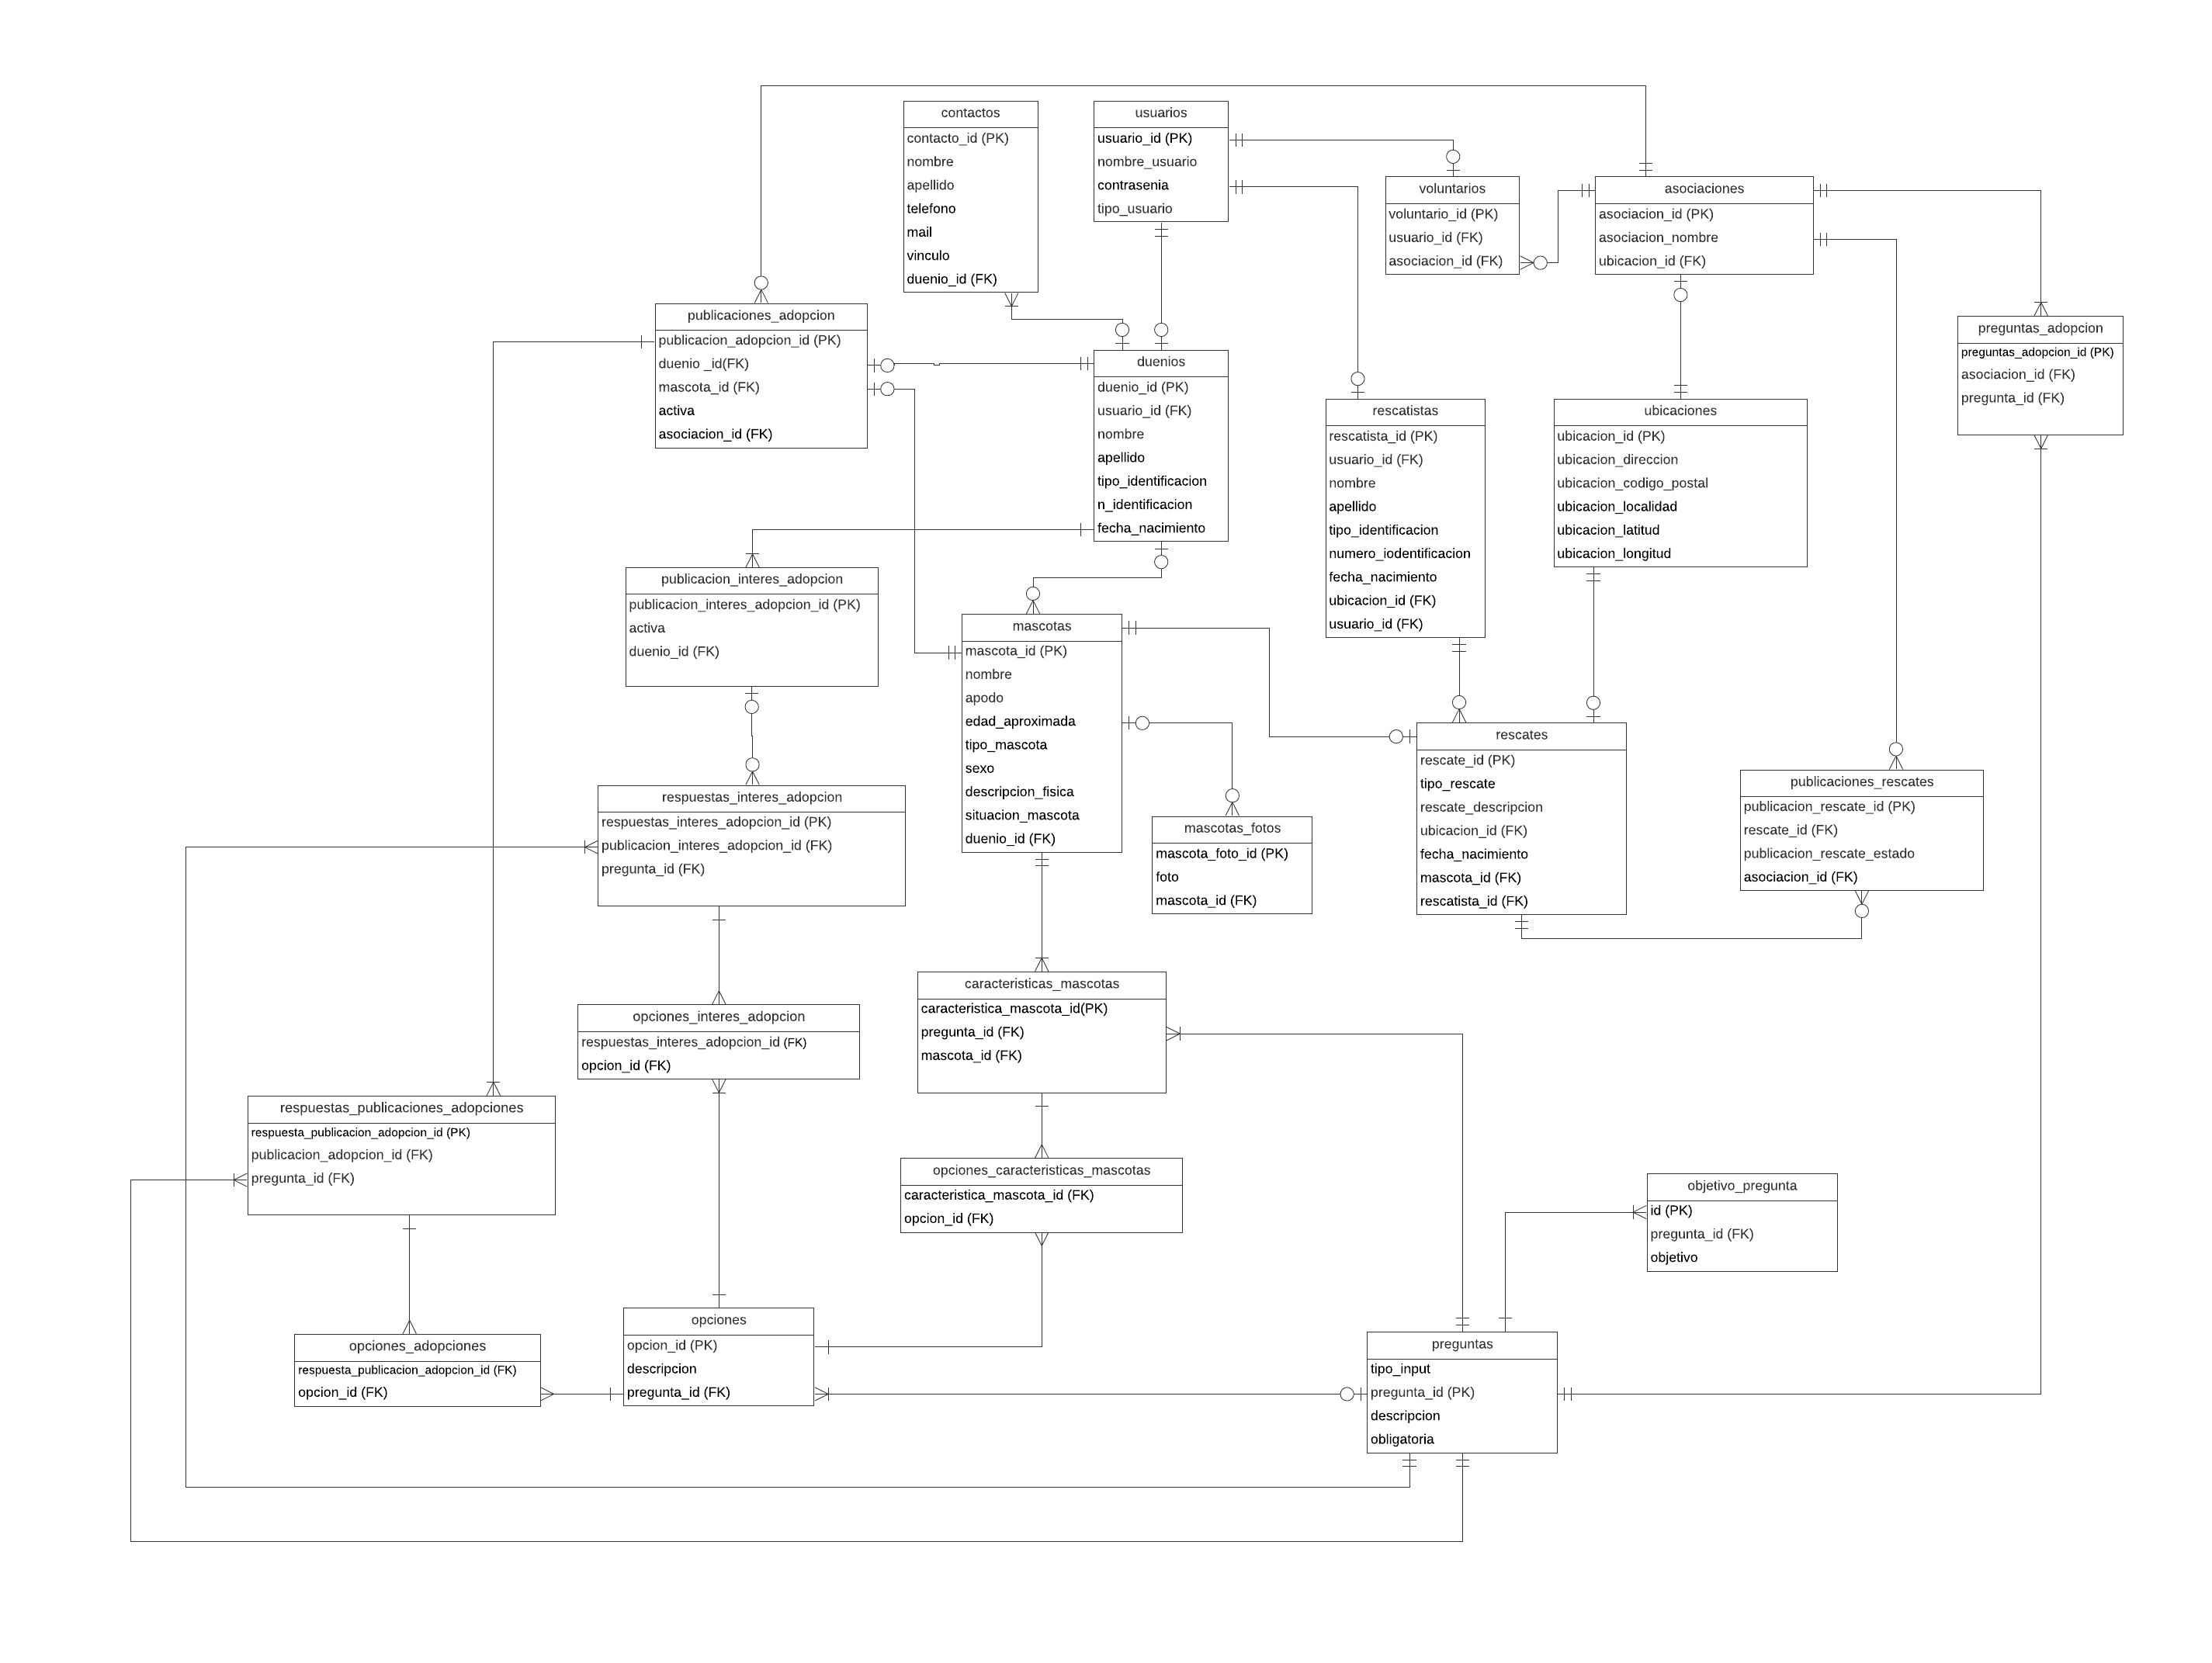 contactos
contacto_id (PK)
nombre
apellido
telefono
mail
vinculo
duenio_id (FK)
usuarios
usuario_id (PK)
nombre_usuario
contrasenia
tipo_usuario
voluntarios
voluntario_id (PK)
usuario_id (FK)
asociacion_id (FK)
asociaciones
asociacion_id (PK)
asociacion_nombre
ubicacion_id (FK)
publicaciones_adopcion
publicacion_adopcion_id (PK)
duenio _id(FK)
mascota_id (FK)
activa
asociacion_id (FK)
preguntas_adopcion
preguntas_adopcion_id (PK)
asociacion_id (FK)
pregunta_id (FK)
duenios
duenio_id (PK)
usuario_id (FK)
nombre
apellido
tipo_identificacion
n_identificacion
fecha_nacimiento
rescatistas
rescatista_id (PK)
usuario_id (FK)
nombre
apellido
tipo_identificacion
numero_iodentificacion
fecha_nacimiento
ubicacion_id (FK)
usuario_id (FK)
ubicaciones
ubicacion_id (PK)
ubicacion_direccion
ubicacion_codigo_postal
ubicacion_localidad
ubicacion_latitud
ubicacion_longitud
publicacion_interes_adopcion
publicacion_interes_adopcion_id (PK)
activa
duenio_id (FK)
mascotas
mascota_id (PK)
nombre
apodo
edad_aproximada
tipo_mascota
sexo
descripcion_fisica
situacion_mascota
duenio_id (FK)
rescates
rescate_id (PK)
tipo_rescate
rescate_descripcion
ubicacion_id (FK)
fecha_nacimiento
mascota_id (FK)
rescatista_id (FK)
publicaciones_rescates
publicacion_rescate_id (PK)
rescate_id (FK)
publicacion_rescate_estado
asociacion_id (FK)
respuestas_interes_adopcion
respuestas_interes_adopcion_id (PK)
publicacion_interes_adopcion_id (FK)
pregunta_id (FK)
mascotas_fotos
mascota_foto_id (PK)
foto
mascota_id (FK)
caracteristicas_mascotas
caracteristica_mascota_id(PK)
pregunta_id (FK)
mascota_id (FK)
opciones_interes_adopcion
respuestas_interes_adopcion_id (FK)
opcion_id (FK)
respuestas_publicaciones_adopciones
respuesta_publicacion_adopcion_id (PK)
publicacion_adopcion_id (FK)
pregunta_id (FK)
opciones_caracteristicas_mascotas
caracteristica_mascota_id (FK)
opcion_id (FK)
objetivo_pregunta
id (PK)
pregunta_id (FK)
objetivo
opciones
opcion_id (PK)
descripcion
pregunta_id (FK)
opciones_adopciones
respuesta_publicacion_adopcion_id (FK)
opcion_id (FK)
preguntas
tipo_input
pregunta_id (PK)
descripcion
obligatoria